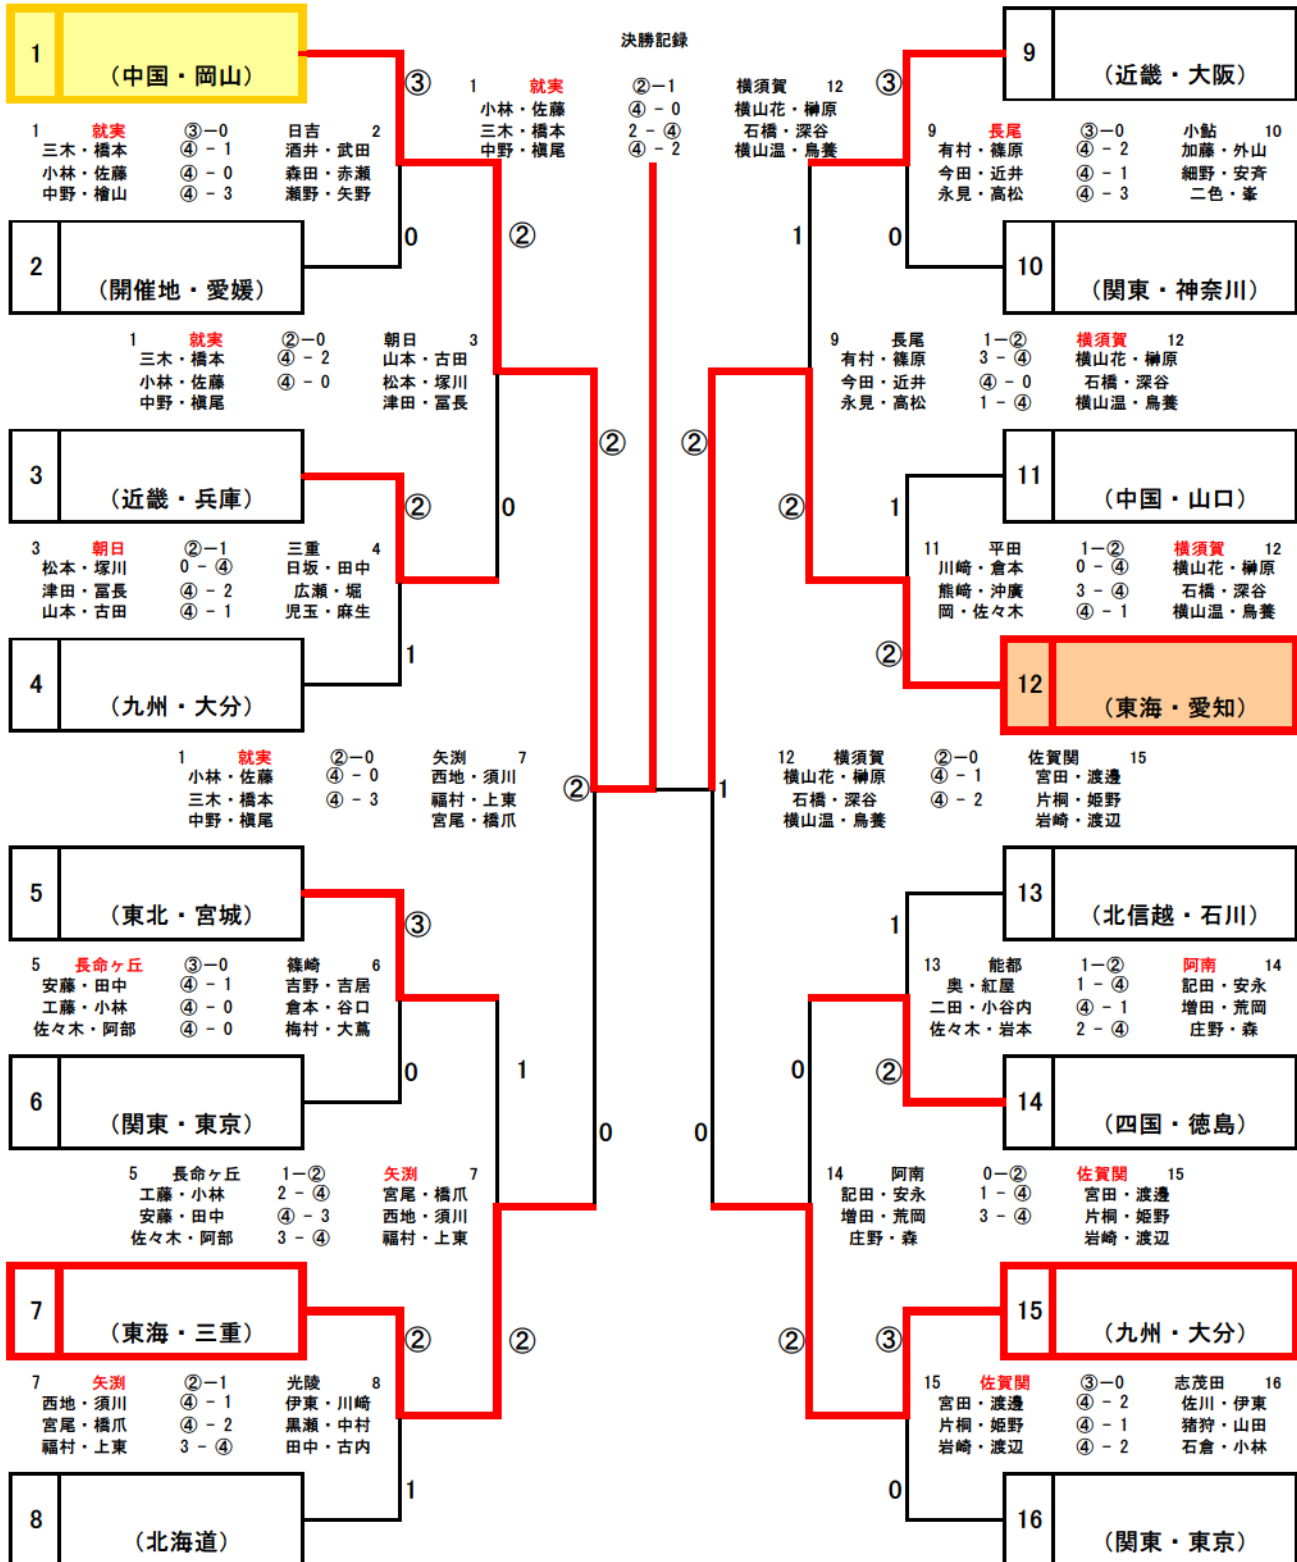 決勝記録
1 就実 ②−1 横須賀 12
小林・佐藤 ④ - 0 横山花・榊原
三木・橋本 2 - ④ 石橋・深谷
中野・槇尾 ④ - 2 横山温・鳥養
1
(中国・岡山)
③
1 就実 ③−0 日吉 2
三木・橋本 ④ - 1 酒井・武田
小林・佐藤 ④ - 0 森田・赤瀬
中野・檜山 ④ - 3 瀬野・矢野
0
②
2
(開催地・愛媛)
1 就実 ②−0 朝日 3
三木・橋本 ④ - 2 山本・古田
小林・佐藤 ④ - 0 松本・塚川
中野・槇尾 津田・冨長
②
3
(近畿・兵庫)
②
0
3 朝日 ②−1 三重 4
松本・塚川 0 - ④ 日坂・田中
津田・冨長 ④ - 2 広瀬・堀
山本・古田 ④ - 1 児玉・麻生
1
4
(九州・大分)
1 就実 ②−0 矢渕 7
小林・佐藤 ④ - 0 西地・須川
三木・橋本 ④ - 3 福村・上東
中野・槇尾 宮尾・橋爪
②
5
(東北・宮城)
③
5 長命ヶ丘 ③−0 篠崎 6
安藤・田中 ④ - 1 吉野・吉居
工藤・小林 ④ - 0 倉本・谷口
佐々木・阿部 ④ - 0 梅村・大蔦
0
1
6
(関東・東京)
0
5 長命ヶ丘 1−② 矢渕 7
工藤・小林 2 - ④ 宮尾・橋爪
安藤・田中 ④ - 3 西地・須川
佐々木・阿部 3 - ④ 福村・上東
7
(東海・三重)
②
②
7 矢渕 ②−1 光陵 8
西地・須川 ④ - 1 伊東・川﨑
宮尾・橋爪 ④ - 2 黒瀬・中村
福村・上東 3 - ④ 田中・古内
1
8
(北海道)
9
(近畿・大阪)
③
9 長尾 ③−0 小鮎 10
有村・篠原 ④ - 2 加藤・外山
今田・近井 ④ - 1 細野・安斉
永見・高松 ④ - 3 二色・峯
1
0
10
(関東・神奈川)
9 長尾 1−② 横須賀 12
有村・篠原 3 - ④ 横山花・榊原
今田・近井 ④ - 0 石橋・深谷
永見・高松 1 - ④ 横山温・鳥養
②
11
(中国・山口)
②
1
11 平田 1−② 横須賀 12
川﨑・倉本 0 - ④ 横山花・榊原
熊﨑・沖廣 3 - ④ 石橋・深谷
岡・佐々木 ④ - 1 横山温・鳥養
②
12
(東海・愛知)
12 横須賀 ②−0 佐賀関 15
横山花・榊原 ④ - 1 宮田・渡邊
石橋・深谷 ④ - 2 片桐・姫野
横山温・鳥養 岩崎・渡辺
1
13
(北信越・石川)
1
13 能都 1−② 阿南 14
奥・紅屋 1 - ④ 記田・安永
二田・小谷内 ④ - 1 増田・荒岡
佐々木・岩本 2 - ④ 庄野・森
0
②
14
(四国・徳島)
0
14 阿南 0−② 佐賀関 15
記田・安永 1 - ④ 宮田・渡邊
増田・荒岡 3 - ④ 片桐・姫野
庄野・森 岩崎・渡辺
15
(九州・大分)
②
③
15 佐賀関 ③−0 志茂田 16
宮田・渡邊 ④ - 2 佐川・伊東
片桐・姫野 ④ - 1 猪狩・山田
岩崎・渡辺 ④ - 2 石倉・小林
0
16
(関東・東京)